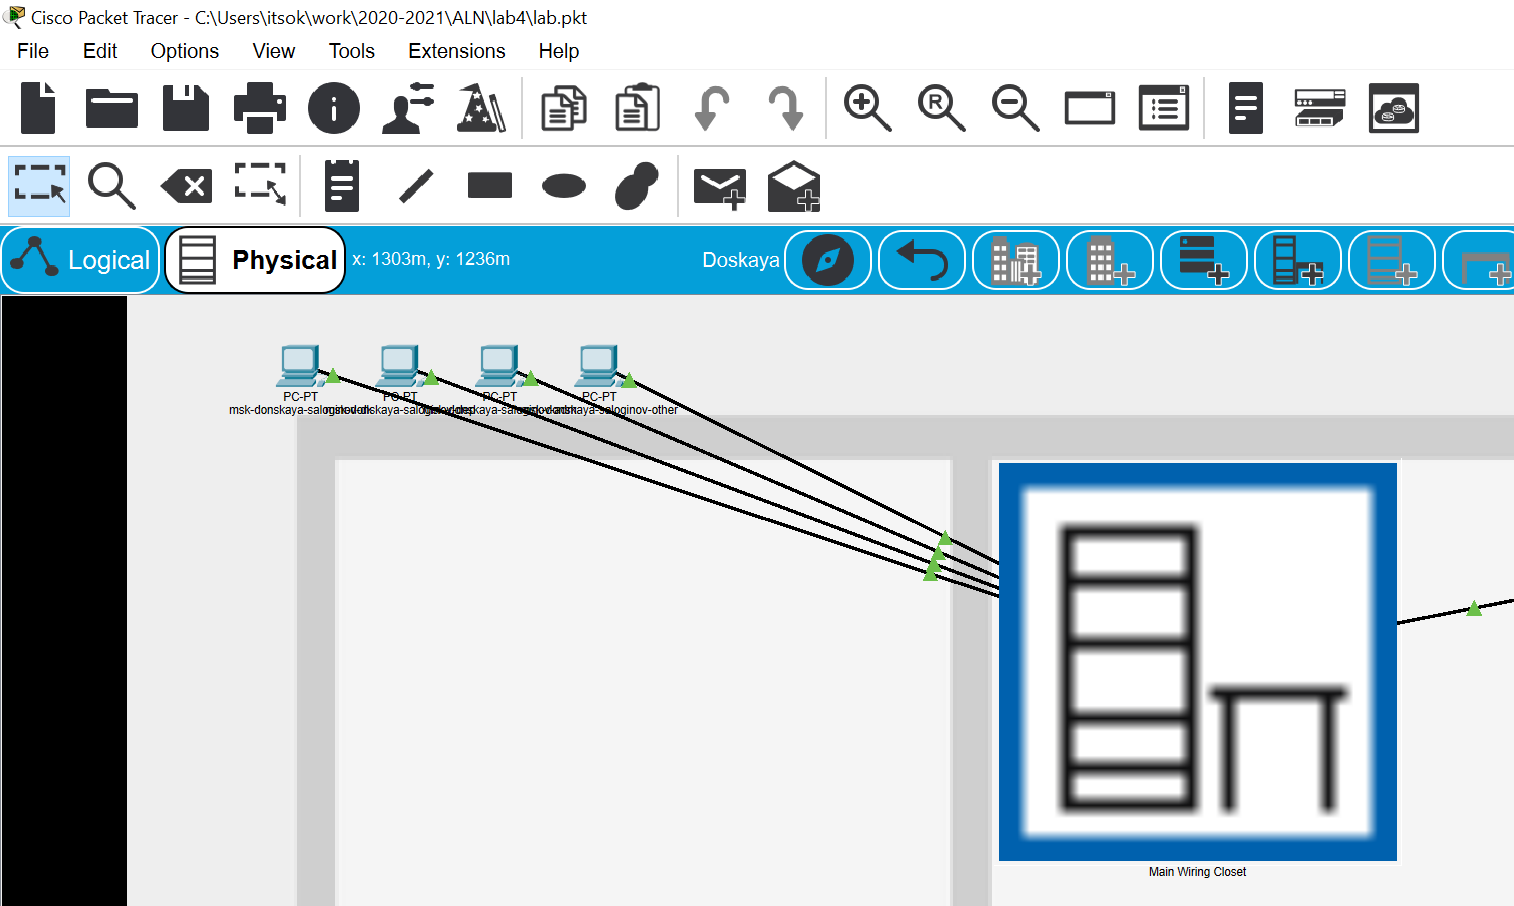 Cisco Packet Tracer - C:\Users\itsok\work\2020-2021\ALN\lab4\lab.pkt
File Edit Options View Tools Extensions Help
R
Logical Physical x: 1303m, y: 1236m Doskaya
PC-PT PC-PT PC-PT PC-PT
msk-donskaya-saloginov-other
Main Wiring Closet